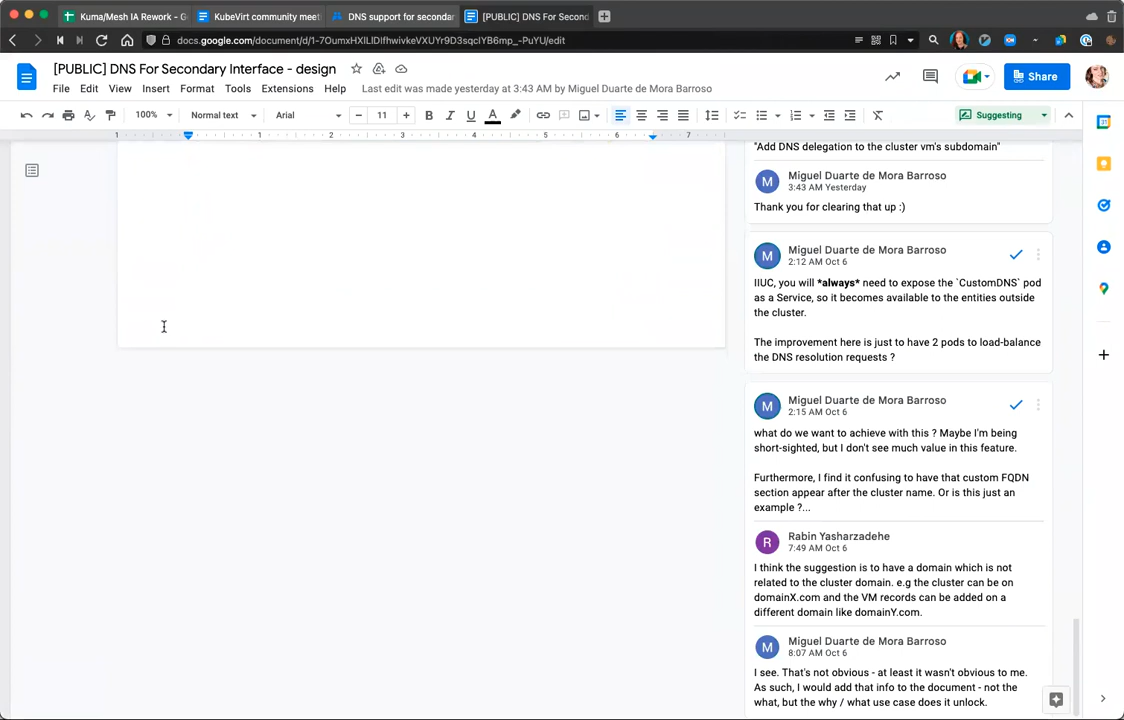 Kuma/Mesh IA Rework - G
KubeVirt community meet
DNS support for secondar
[PUBLIC] DNS For Second
docs.google.com/document/d/1-7OumxHXlLlDlfhwivkeVXUYr9D3sqclYB6mp_-PuYU/edit
[PUBLIC] DNS For Secondary Interface - design
Share
File Edit View Insert Format Tools Extensions Help Last edit was made yesterday at 3:43 AM by Miguel Duarte de Mora Barroso
100% Normal text Arial 11 B I U A Suggesting
1 1 2 3 4 5 6 7
"Add DNS delegation to the cluster vm's subdomain"
M Miguel Duarte de Mora Barroso
3:43 AM Yesterday
Thank you for clearing that up :)
M Miguel Duarte de Mora Barroso
2:12 AM Oct 6
IIUC, you will *always* need to expose the `CustomDNS` pod
as a Service, so it becomes available to the entities outside
the cluster.
The improvement here is just to have 2 pods to load-balance
the DNS resolution requests ?
M Miguel Duarte de Mora Barroso
2:15 AM Oct 6
what do we want to achieve with this ? Maybe I'm being
short-sighted, but I don't see much value in this feature.
Furthermore, I find it confusing to have that custom FQDN
section appear after the cluster name. Or is this just an
example ?...
R Rabin Yasharzadehe
7:49 AM Oct 6
I think the suggestion is to have a domain which is not
related to the cluster domain. e.g the cluster can be on
domainX.com and the VM records can be added on a
different domain like domainY.com.
M Miguel Duarte de Mora Barroso
8:07 AM Oct 6
I see. That's not obvious - at least it wasn't obvious to me.
As such, I would add that info to the document - not the
what, but the why / what use case does it unlock.